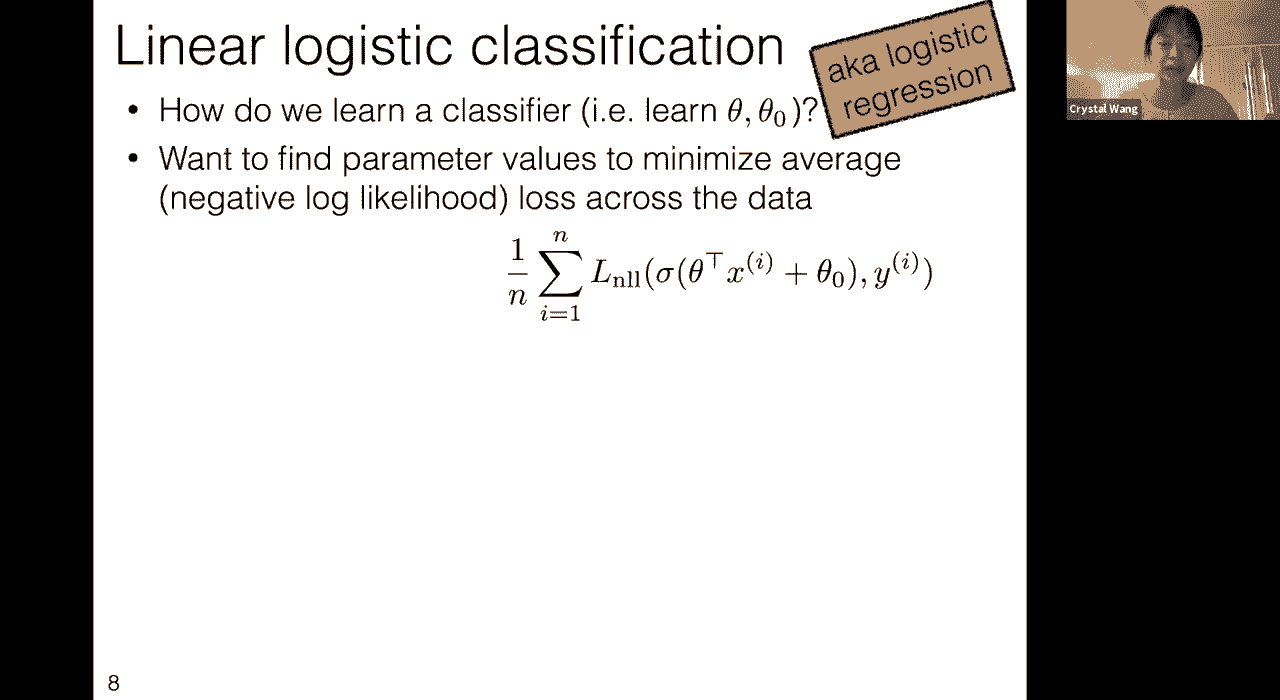 Linear logistic classification
aka logistic
regression
• How do we learn a classifier (i.e. learn θ, θ₀)?
• Want to find parameter values to minimize average
(negative log likelihood) loss across the data
$\frac{1}{n}\sum_{i=1}^{n} L_{\text{nll}}(\sigma(\theta^\top x^{(i)} + \theta_0), y^{(i)})$
Crystal Wang
8